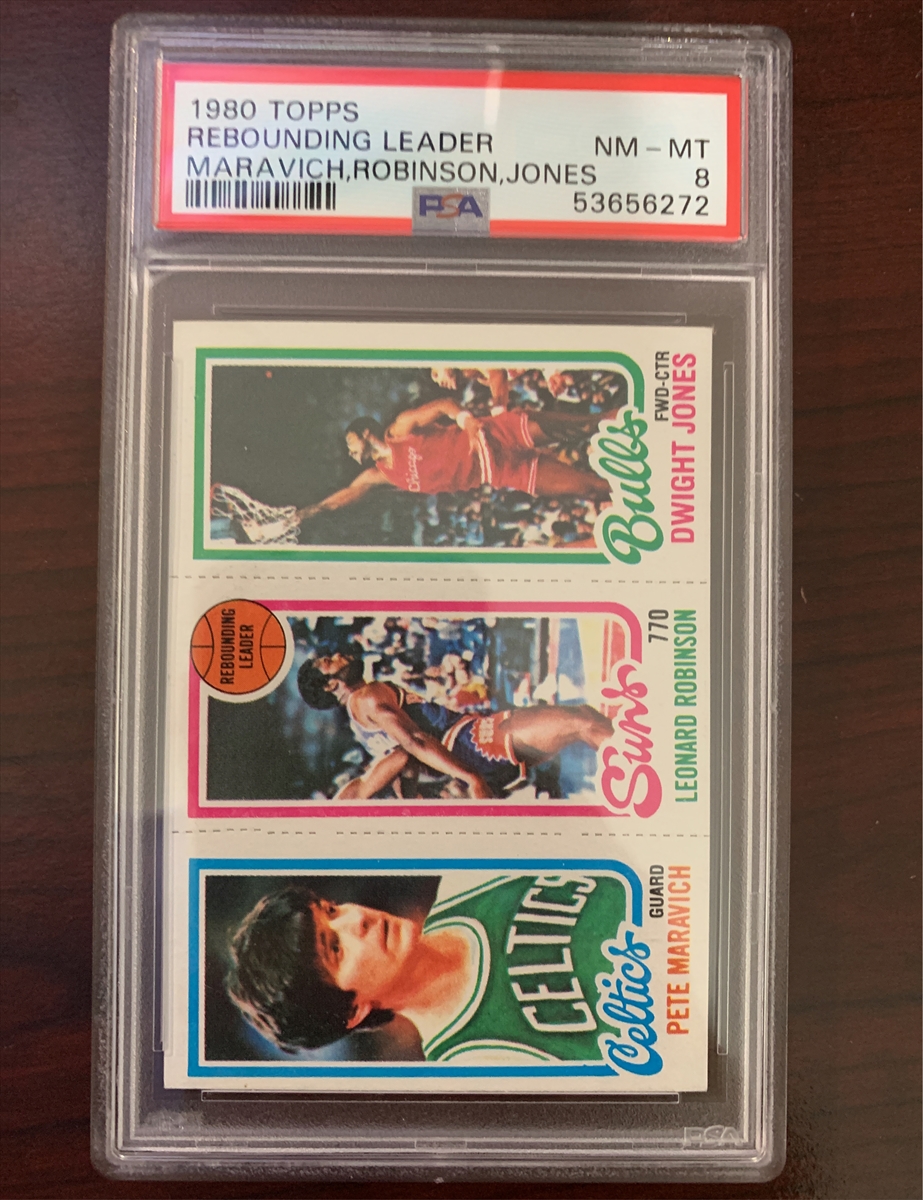 1980 TOPPS
REBOUNDING LEADER NM - MT
MARAVICH,ROBINSON,JONES 8
PSA 53656272
Celtics
GUARD
PETE MARAVICH
CELTICS
REBOUNDING
LEADER
Suns
770
LEONARD ROBINSON
SUNS
Bulls
FWD-CTR
DWIGHT JONES
Chicago
PSA